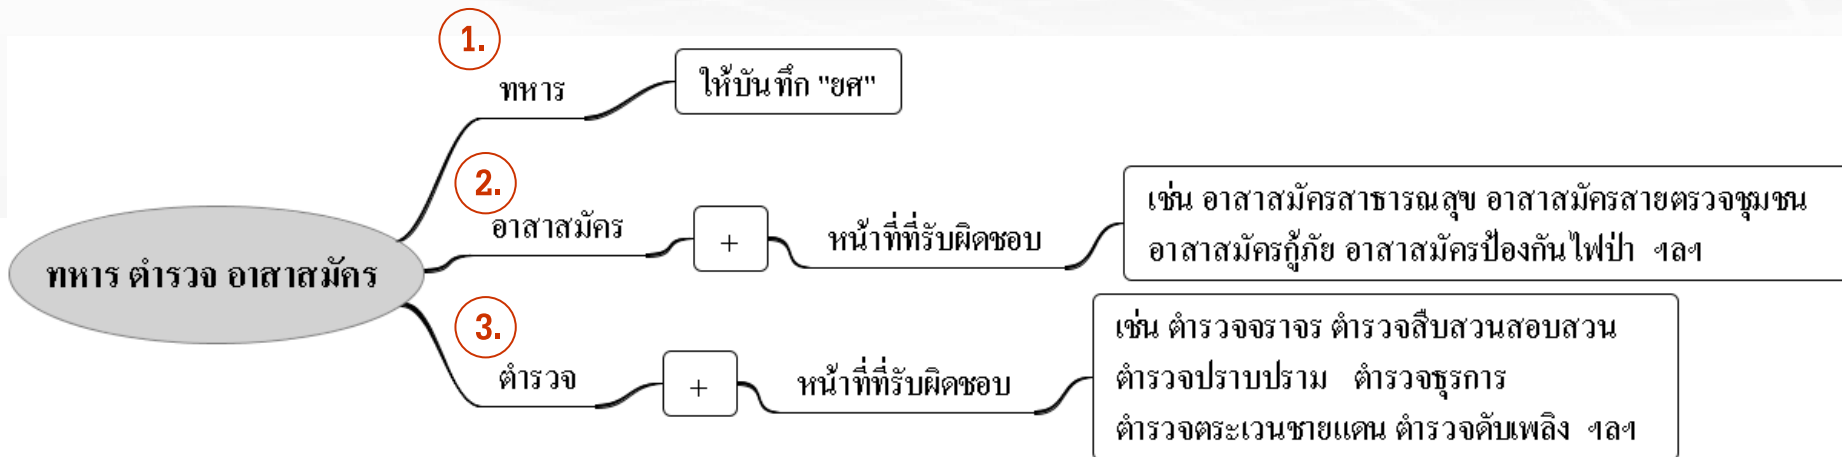 1.
ทหาร
ให้บันทึก "ยศ"
2.
อาสาสมัคร
+
หน้าที่ที่รับผิดชอบ
เช่น อาสาสมัครสาธารณสุข อาสาสมัครสายตรวจชุมชน
อาสาสมัครกู้ภัย อาสาสมัครป้องกันไฟป่า ฯลฯ
ทหาร ตำรวจ อาสาสมัคร
3.
ตำรวจ
+
หน้าที่ที่รับผิดชอบ
เช่น ตำรวจจราจร ตำรวจสืบสวนสอบสวน
ตำรวจปราบปราม ตำรวจธุรการ
ตำรวจตระเวนชายแดน ตำรวจดับเพลิง ฯลฯ